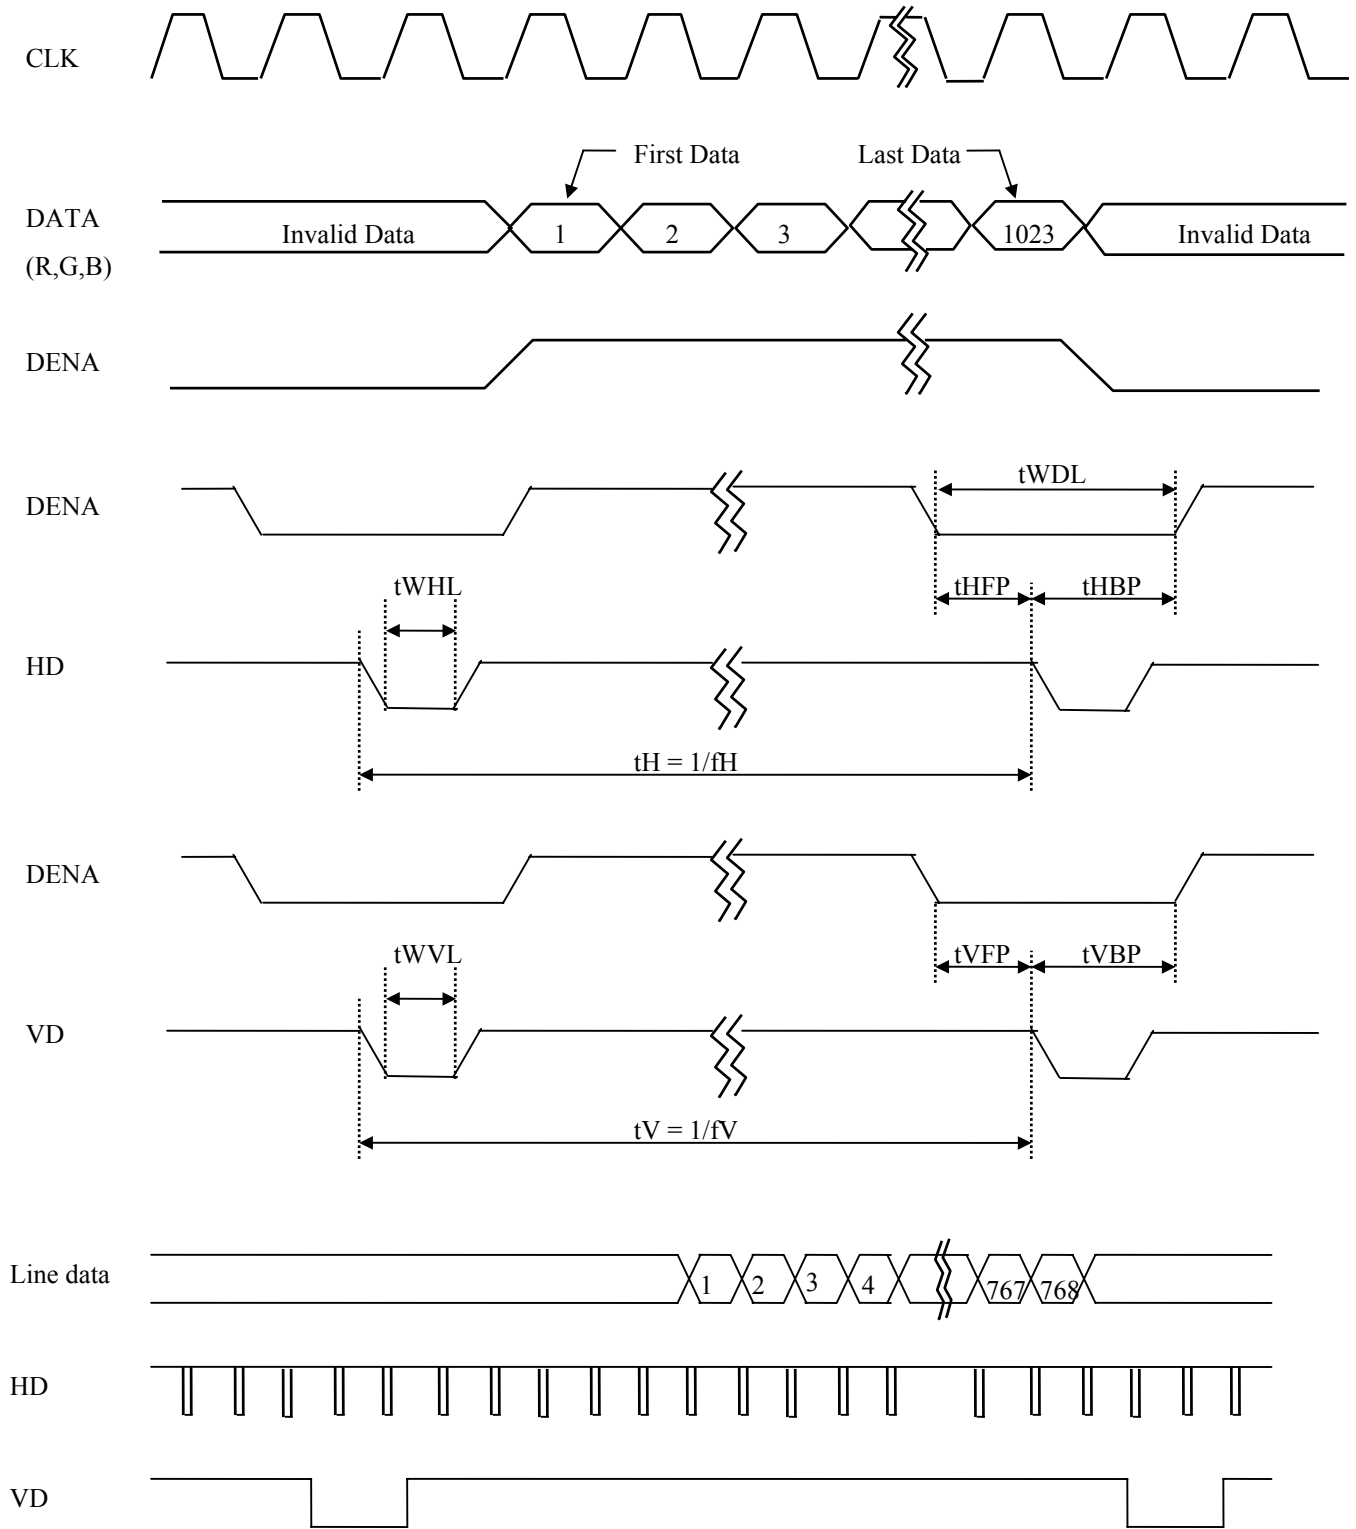 CLK
First Data Last Data
DATA
(R,G,B)
Invalid Data 1 2 3 1023 Invalid Data
DENA
DENA
tWDL
tWHL
tHFP tHBP
HD
tH = 1/fH
DENA
tWVL
tVFP tVBP
VD
tV = 1/fV
Line data 1 2 3 4 767 768
HD
VD